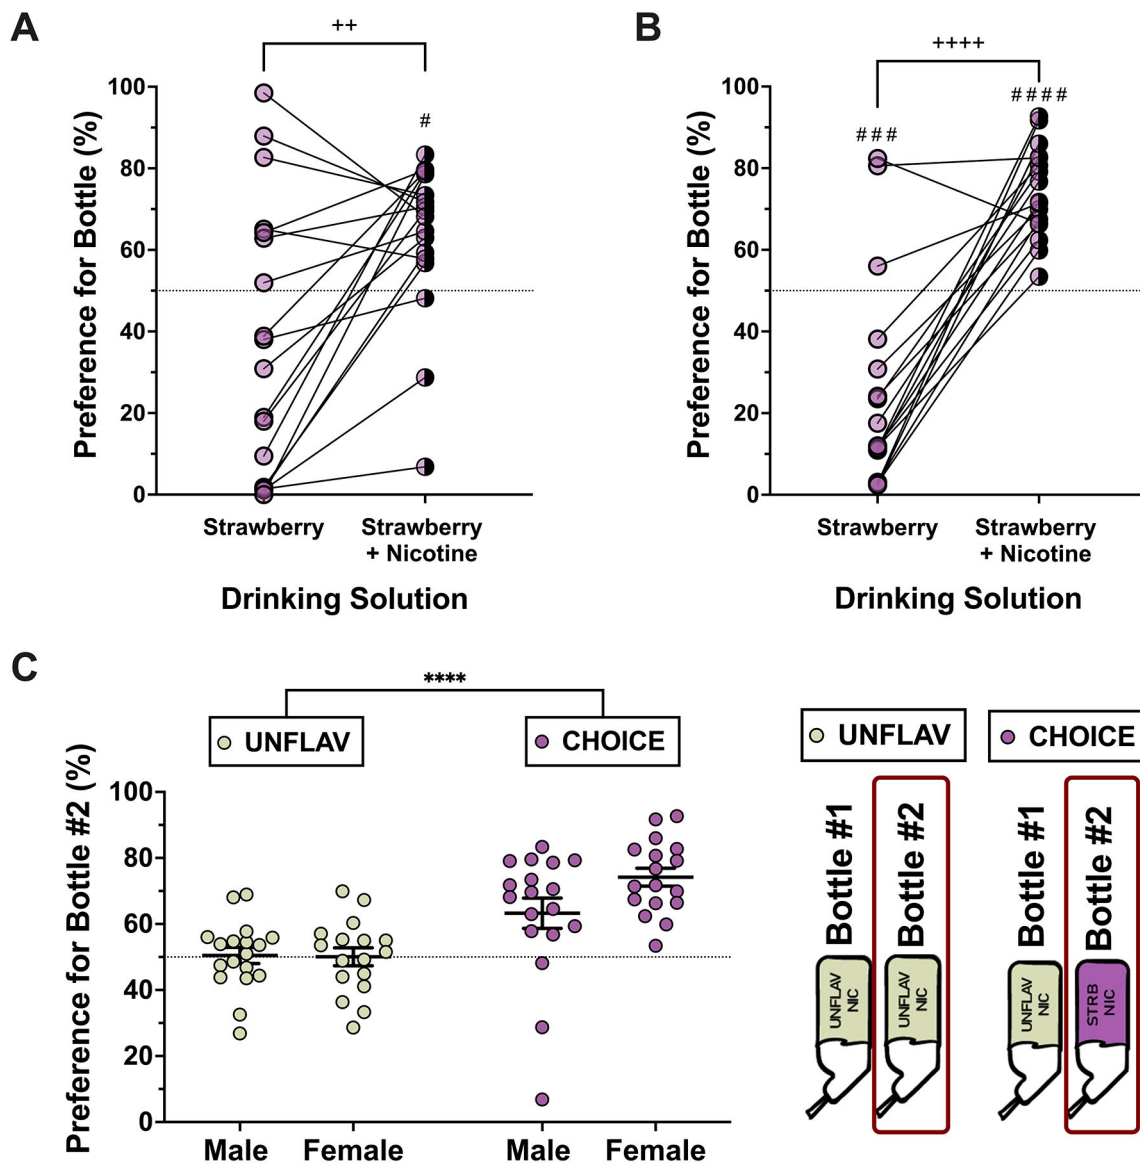 A
++
#
100
80
60
40
20
0
Preference for Bottle (%)
Strawberry
Strawberry
+ Nicotine
Drinking Solution
B
++++
###
####
100
80
60
40
20
0
Preference for Bottle (%)
Strawberry
Strawberry
+ Nicotine
Drinking Solution
C
****
UNFLAV
CHOICE
100
80
60
40
20
0
Preference for Bottle #2 (%)
Male
Female
Male
Female
UNFLAV
Bottle #1
Bottle #2
UNFLAV
NIC
UNFLAV
NIC
CHOICE
Bottle #1
Bottle #2
UNFLAV
NIC
STRB
NIC